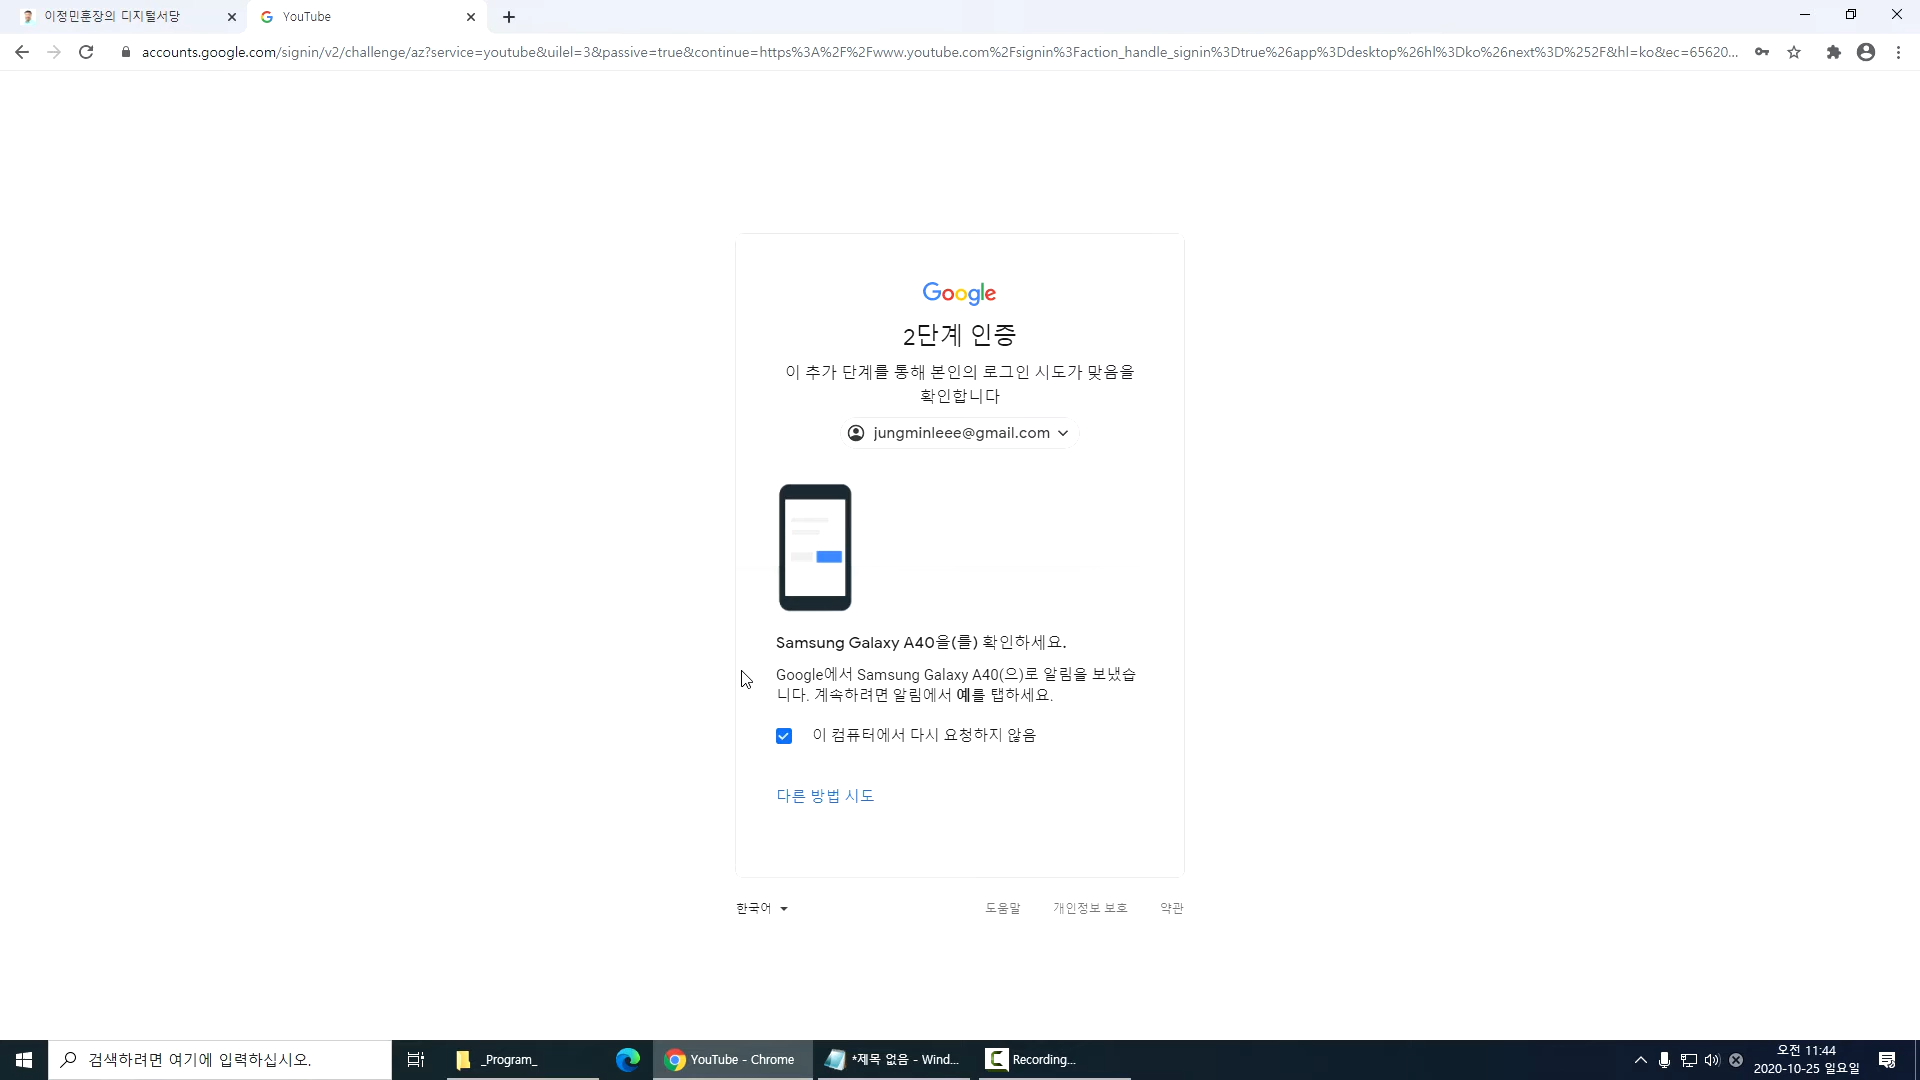 이정민훈장의 디지털서당
YouTube
accounts.google.com/signin/v2/challenge/az?service=youtube&uilel=3&passive=true&continue=https%3A%2F%2Fwww.youtube.com%2Fsignin%3Faction_handle_signin%3Dtrue%26app%3Ddesktop%26hl%3Dko%26next%3D%252F&hl=ko&ec=65620...
Google
2단계 인증
이 추가 단계를 통해 본인의 로그인 시도가 맞음을
확인합니다
jungminleee@gmail.com
Samsung Galaxy A40을(를) 확인하세요.
Google에서 Samsung Galaxy A40(으)로 알림을 보냈습
니다. 계속하려면 알림에서 예를 탭하세요.
이 컴퓨터에서 다시 요청하지 않음
다른 방법 시도
한국어
도움말
개인정보 보호
약관
검색하려면 여기에 입력하십시오.
_Program_
YouTube - Chrome
*제목 없음 - Wind...
Recording...
오전 11:44
2020-10-25 일요일